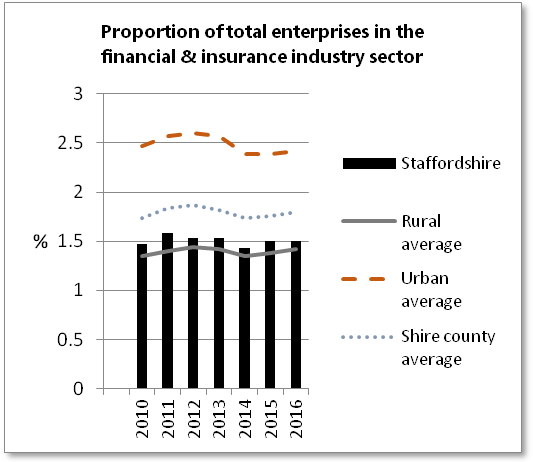 Proportion of total enterprises in the
financial & insurance industry sector
3
2.5
2
1.5
1
0.5
0
%
2010
2011
2012
2013
2014
2015
2016
Staffordshire
Rural
average
Urban
average
Shire county
average